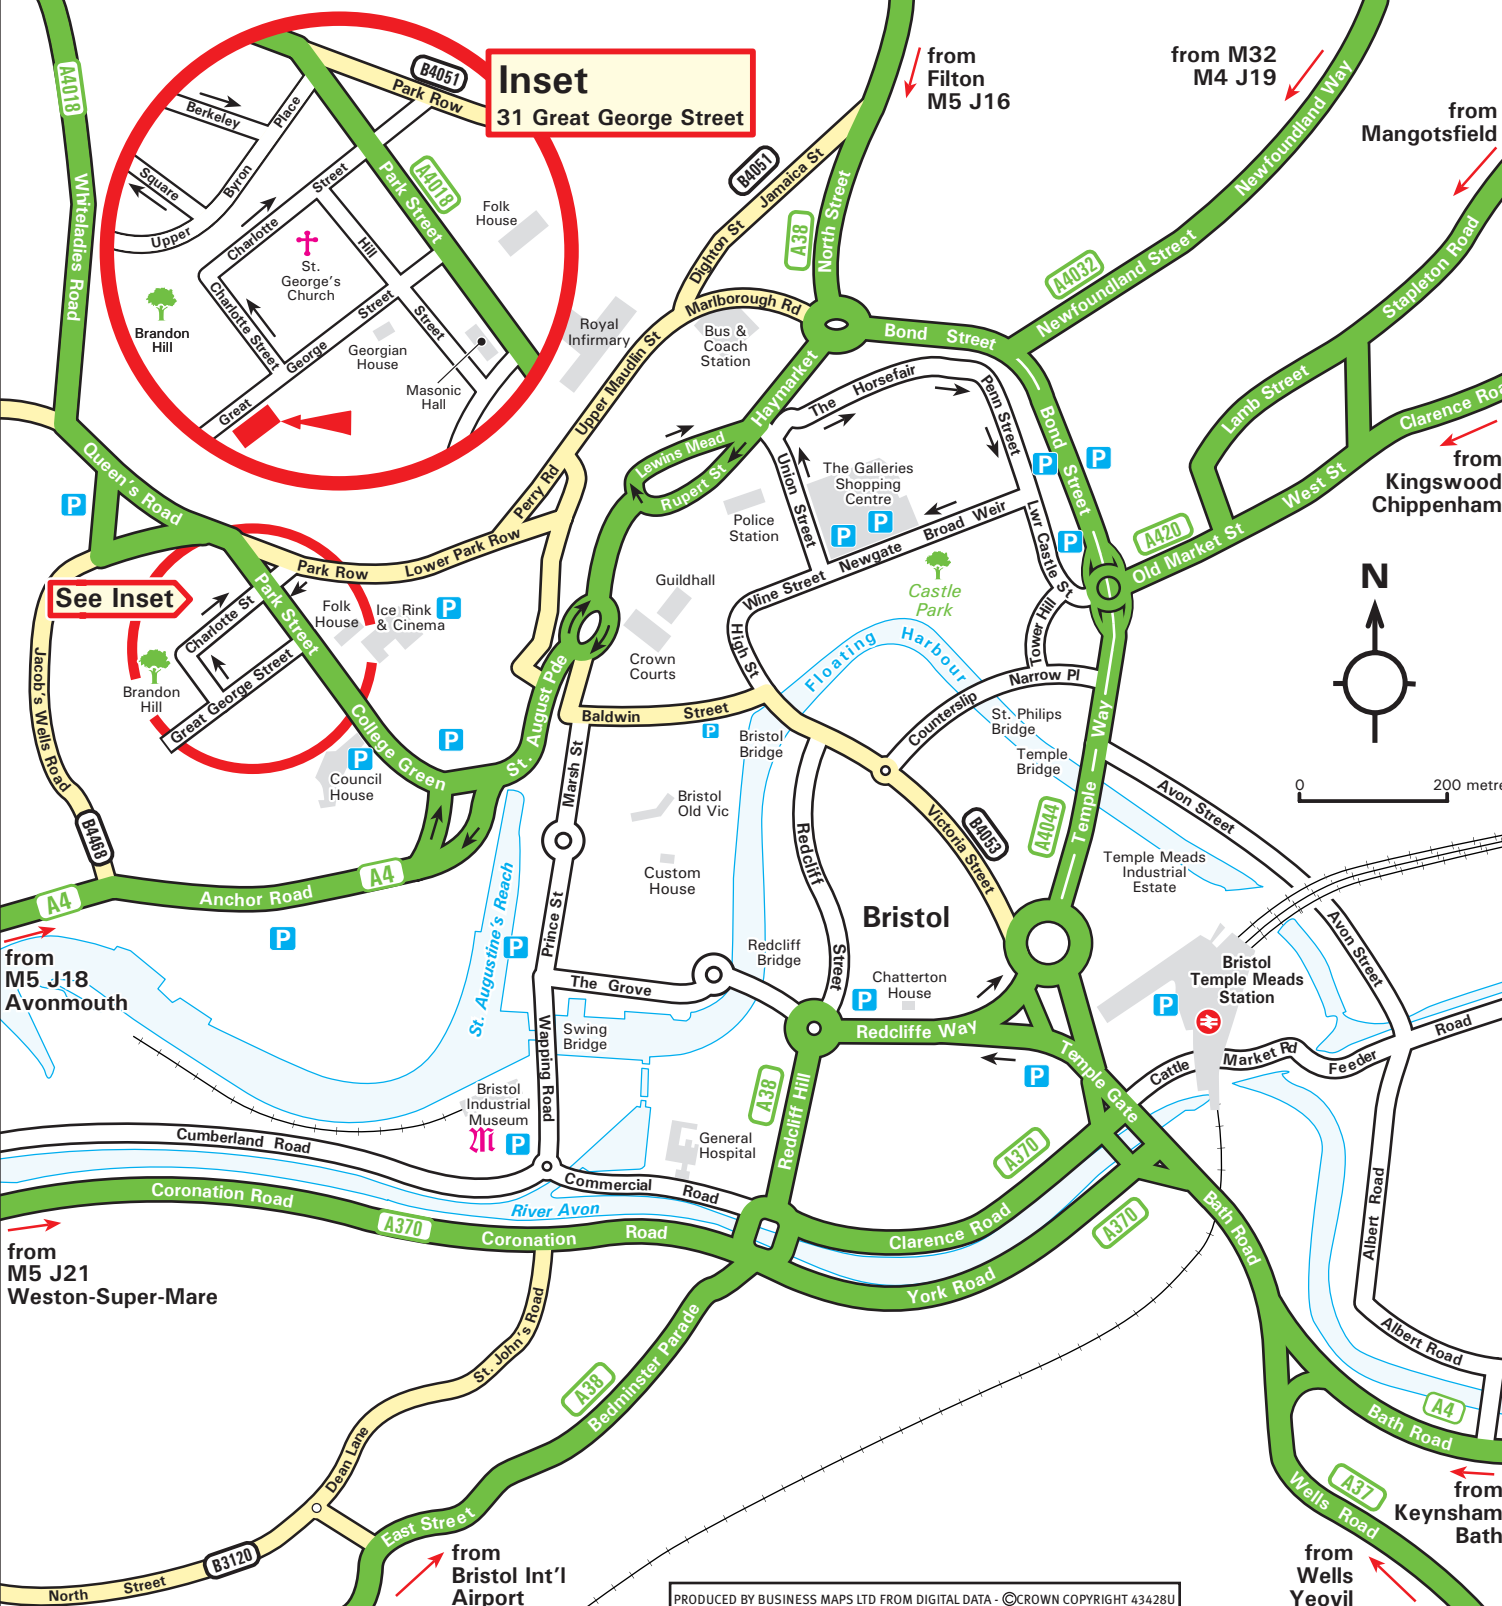 A4018
Whiteladies Road
B4051
Park Row
Inset
31 Great George Street
Berkeley
Place
Square
Byron
Upper
Charlotte
Street
Park Street
A4018
Folk
House
St.
George's
Church
Hill
Charlotte Street
Street
Street
George
Great
Brandon
Hill
Georgian
House
Masonic
Hall
from
Filton
M5 J16
from M32
M4 J19
from
Mangotsfield
B4051
Jamaica St
Dighton St
A38
North Street
Newfoundland Way
A4032
Newfoundland Street
Stapleton Road
Marlborough Rd
Bond
Street
Royal
Infirmary
Bus &
Coach
Station
Upper Maudlin St
Haymarket
The Horsefair
Penn Street
Bond
Street
Lamb Street
Clarence Roa
from
Kingswood
Chippenham
Queen's Road
P
Lewins Mead
Rupert St
Perry Rd
Union
Street
The Galleries
Shopping
Centre
P
P
P
P
P
Police
Station
Newgate
Broad Weir
Lwr Castle St
A420
Old Market St
West St
Park Row
Lower Park Row
See Inset
Park Street
Charlotte St
Folk
House
Ice Rink
& Cinema
P
Guildhall
Wine Street
Castle
Park
Tower Hill
N
Great George Street
Brandon
Hill
Jacob's Wells Road
Crown
Courts
High St
Floating
Harbour
Narrow Pl
Counterslip
St. Philips
Bridge
Temple
Bridge
Baldwin
Street
P
Bristol
Bridge
St. August Pde
College Green
P
P
Council
House
Marsh St
Bristol
Old Vic
Redcliff
Street
B4053
Victoria Street
A4044
Temple
Way
Avon Street
0
200 metre
Temple Meads
Industrial
Estate
B4468
A4
Anchor Road
A4
Custom
House
Bristol
from
M5 J18
Avonmouth
P
St. Augustine's Reach
P
Prince St
The Grove
Redcliff
Bridge
P
Chatterton
House
Redcliffe Way
Bristol
Temple Meads
Station
P
Avon Street
Swing
Bridge
Wapping Road
Temple Gate
P
Cattle
Market Rd
Feeder
Road
Bristol
Industrial
Museum
M
P
A38
Redcliff Hill
General
Hospital
A370
Cumberland Road
Commercial
Road
Coronation Road
A370
Coronation
Road
River Avon
Clarence Road
York Road
A370
Bath Road
Albert Road
from
M5 J21
Weston-Super-Mare
St. John's Road
A38
Bedminster Parade
Albert Road
A4
Bath Road
Dean Lane
East Street
B3120
North
Street
from
Bristol Int'l
Airport
A37
Wells Road
from
Keynsham
Bath
from
Wells
Yeovil
PRODUCED BY BUSINESS MAPS LTD FROM DIGITAL DATA - ©CROWN COPYRIGHT 43428U